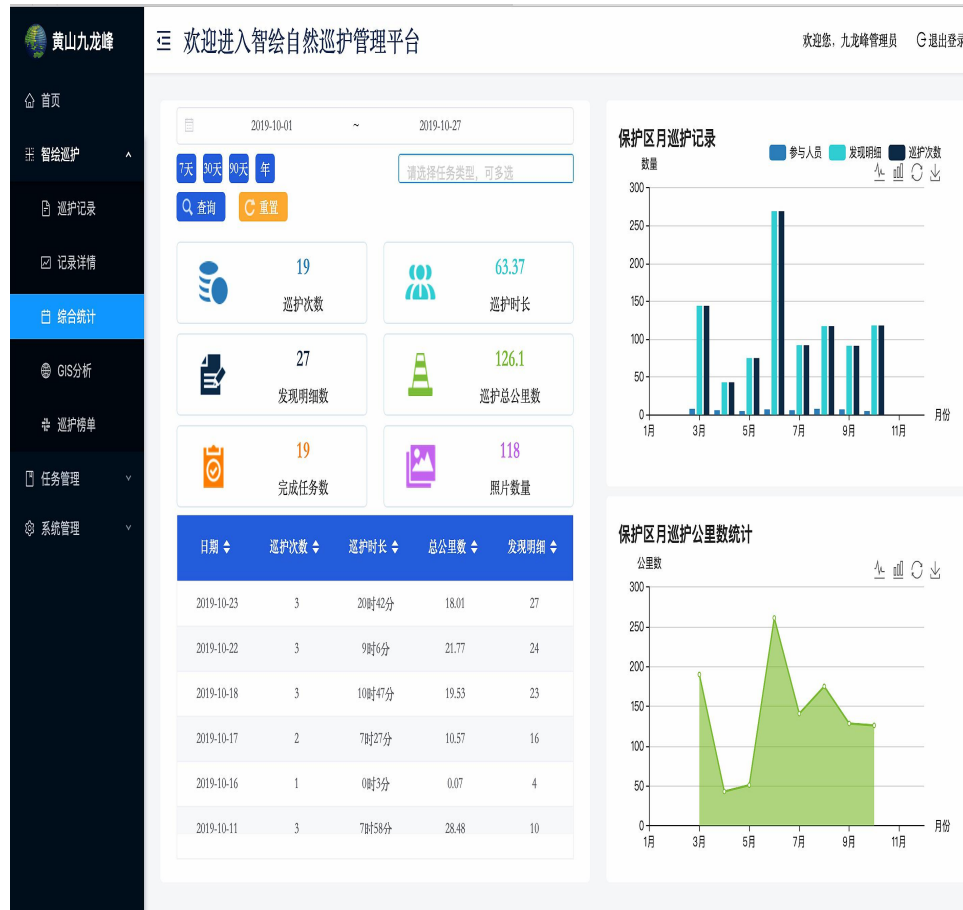 黄山九龙峰
欢迎进入智绘自然巡护管理平台
欢迎您，九龙峰管理员 退出登录
首页
智绘巡护
巡护记录
记录详情
综合统计
GIS分析
巡护榜单
任务管理
系统管理
2019-10-01 ~ 2019-10-27
7天 30天 90天 年
请选择任务类型，可多选
查询 重置
19
巡护次数
63.37
巡护时长
27
发现明细数
126.1
巡护总公里数
19
完成任务数
118
照片数量
日期 巡护次数 巡护时长 总公里数 发现明细
2019-10-23 3 20时42分 18.01 27
2019-10-22 3 9时6分 21.77 24
2019-10-18 3 10时47分 19.53 23
2019-10-17 2 7时27分 10.57 16
2019-10-16 1 0时3分 0.07 4
2019-10-11 3 7时58分 28.48 10
保护区月巡护记录
数量
参与人员 发现明细 巡护次数
300
250
200
150
100
50
0
月份
1月 3月 5月 7月 9月 11月
保护区月巡护公里数统计
公里数
300
250
200
150
100
50
0
月份
1月 3月 5月 7月 9月 11月